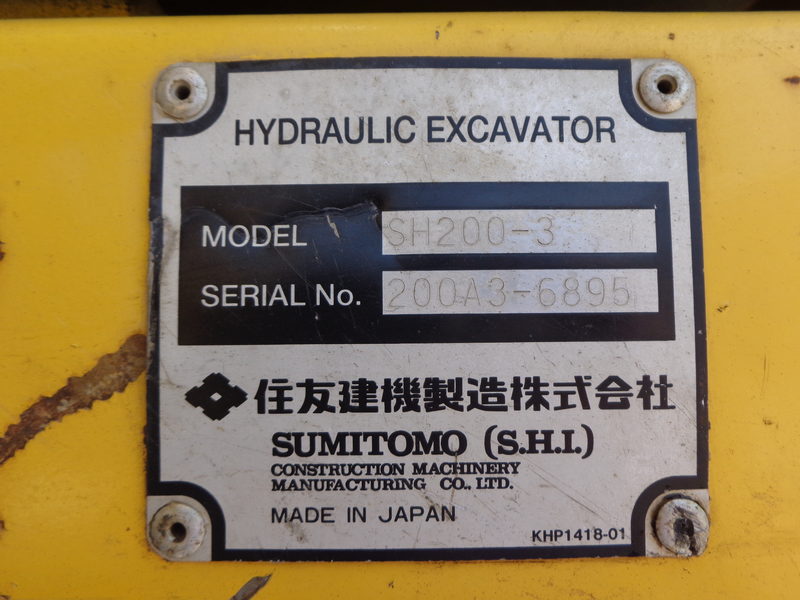 HYDRAULIC EXCAVATOR
MODEL SH200-3
SERIAL No. 200A3-6895
住友建機製造株式会社
SUMITOMO (S.H.I.)
CONSTRUCTION MACHINERY
MANUFACTURING CO., LTD.
MADE IN JAPAN
KHP1418-01